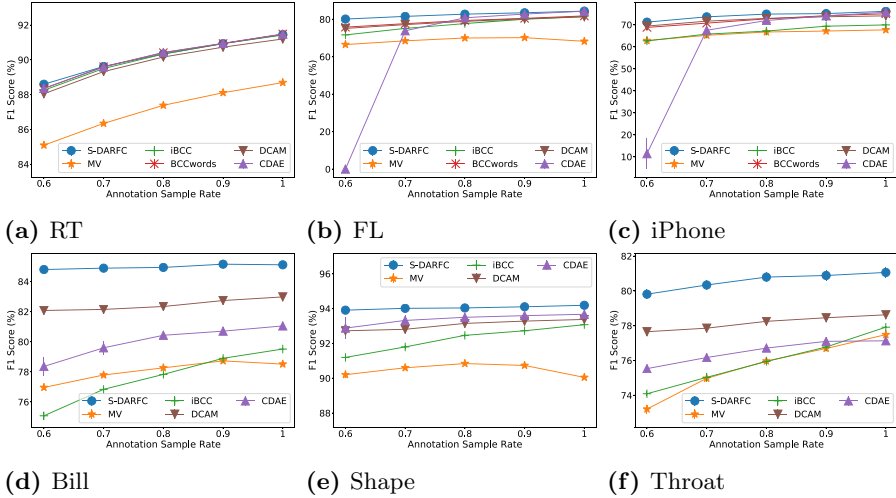 92
90
88
86
84
F1 Score (%)
S-DARFC
MV
iBCC
BCCwords
DCAM
CDAE
0.6 0.7 0.8 0.9 1
Annotation Sample Rate
(a) RT
80
60
40
20
0
F1 Score (%)
S-DARFC
MV
iBCC
BCCwords
DCAM
CDAE
0.6 0.7 0.8 0.9 1
Annotation Sample Rate
(b) FL
70
60
50
40
30
20
10
F1 Score (%)
S-DARFC
MV
iBCC
BCCwords
DCAM
CDAE
0.6 0.7 0.8 0.9 1
Annotation Sample Rate
(c) iPhone
84
82
80
78
76
F1 Score (%)
S-DARFC
MV
iBCC
DCAM
CDAE
0.6 0.7 0.8 0.9 1
Annotation Sample Rate
(d) Bill
96
94
92
90
88
F1 Score (%)
S-DARFC
MV
iBCC
DCAM
CDAE
0.6 0.7 0.8 0.9 1
Annotation Sample Rate
(e) Shape
82
80
78
76
74
F1 Score (%)
S-DARFC
MV
iBCC
DCAM
CDAE
0.6 0.7 0.8 0.9 1
Annotation Sample Rate
(f) Throat